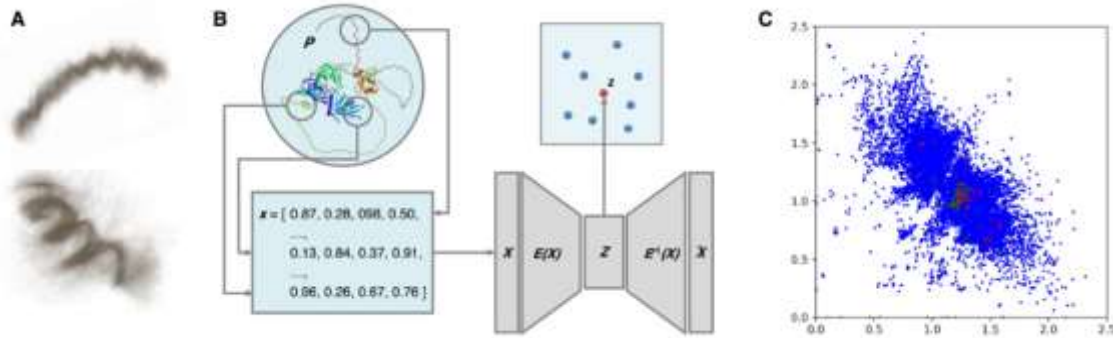 A
B
C
P
z
x = [ 0.87, 0.28, 098, 0.50,
....,
0.13, 0.84, 0.37, 0.91,
....,
0.96, 0.26, 0.67, 0.76 ]
X
E(X)
Z
X
2.5
2.0
1.5
1.0
0.5
0.0
0.0
0.5
1.0
1.5
2.0
2.5